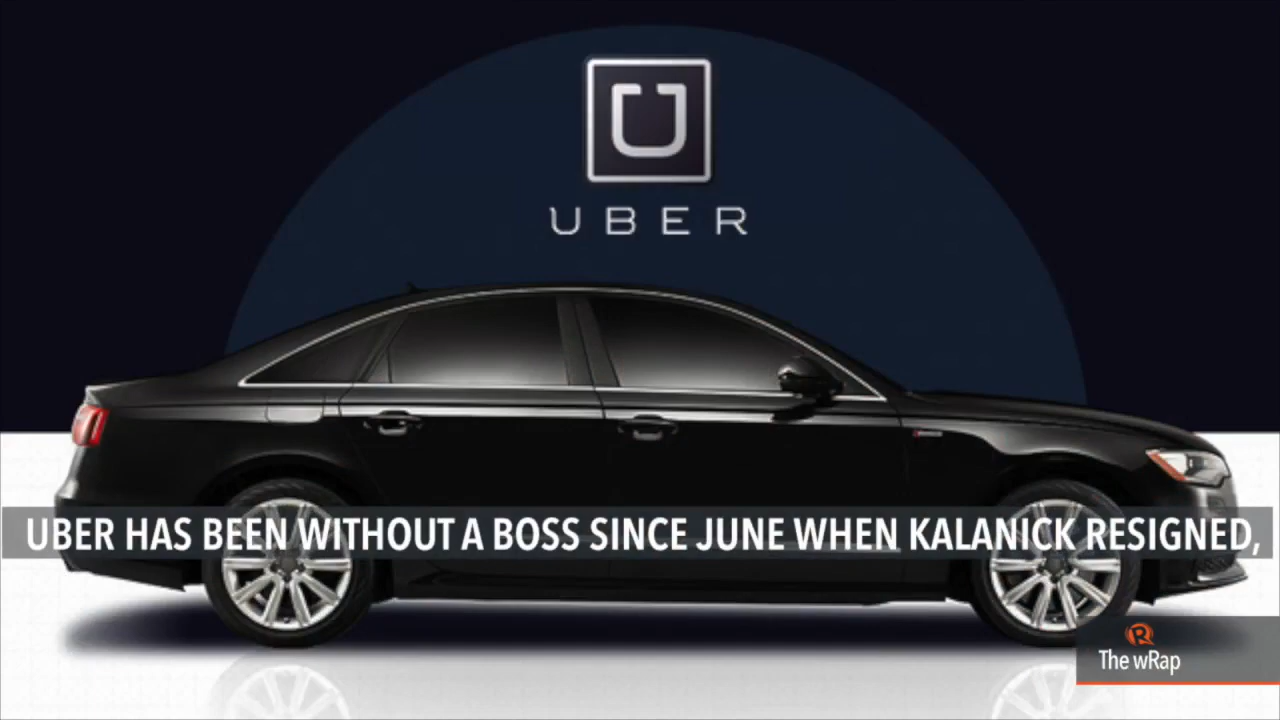 U
UBER
UBER HAS BEEN WITHOUT A BOSS SINCE JUNE WHEN KALANICK RESIGNED,
R
The wRap